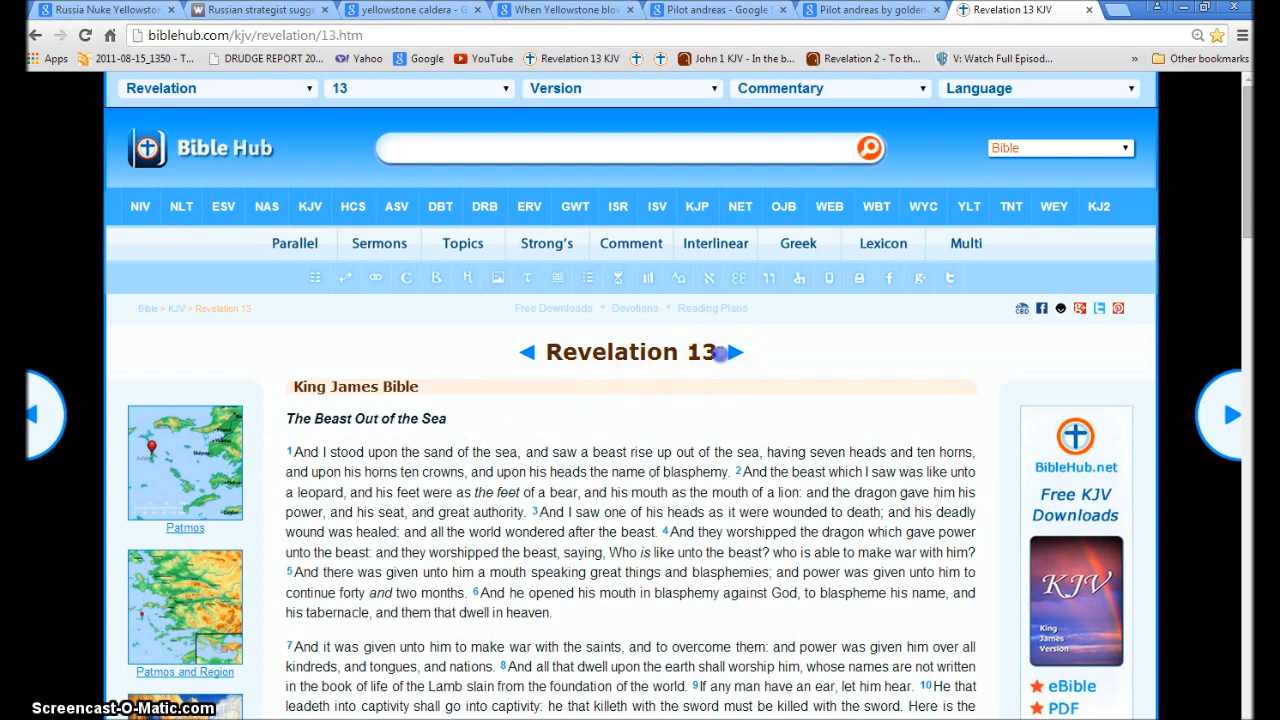 Russia Nuke Yellowstor
Russian strategist sugge
yellowstone caldera - G
When Yellowstone blov
Pilot andreas - Google
Pilot andreas by golden
Revelation 13 KJV
biblehub.com/kjv/revelation/13.htm
Apps
2011-08-15_1350 - T...
DRUDGE REPORT 20...
Yahoo
Google
YouTube
Revelation 13 KJV
John 1 KJV - In the b...
Revelation 2 - To th...
V: Watch Full Episod...
»
Other bookmarks
Revelation
13
Version
Commentary
Language
Bible Hub
Bible
NIV NLT ESV NAS KJV HCS ASV DBT DRB ERV GWT ISR ISV KJP NET OJB WEB WBT WYC YLT TNT WEY KJ2
Parallel Sermons Topics Strong's Comment Interlinear Greek Lexicon Multi
Bible > KJV > Revelation 13
Free Downloads * Devotions * Reading Plans
Revelation 13
King James Bible
The Beast Out of the Sea
1And I stood upon the sand of the sea, and saw a beast rise up out of the sea, having seven heads and ten horns,
and upon his horns ten crowns, and upon his heads the name of blasphemy. 2And the beast which I saw was like unto
a leopard, and his feet were as the feet of a bear, and his mouth as the mouth of a lion: and the dragon gave him his
power, and his seat, and great authority. 3And I saw one of his heads as it were wounded to death; and his deadly
wound was healed: and all the world wondered after the beast. 4And they worshipped the dragon which gave power
unto the beast: and they worshipped the beast, saying, Who is like unto the beast? who is able to make war with him?
5And there was given unto him a mouth speaking great things and blasphemies; and power was given unto him to
continue forty and two months. 6And he opened his mouth in blasphemy against God, to blaspheme his name, and
his tabernacle, and them that dwell in heaven.
7And it was given unto him to make war with the saints, and to overcome them: and power was given him over all
kindreds, and tongues, and nations. 8And all that dwell upon the earth shall worship him, whose names are not written
in the book of life of the Lamb slain from the foundation of the world. 9If any man have an ear, let him hear. 10He that
leadeth into captivity shall go into captivity: he that killeth with the sword must be killed with the sword. Here is the
Patmos
Patmos and Region
BibleHub.net
Free KJV
Downloads
KJV
King
James
Version
eBible
PDF
Screencast-O-Matic.com